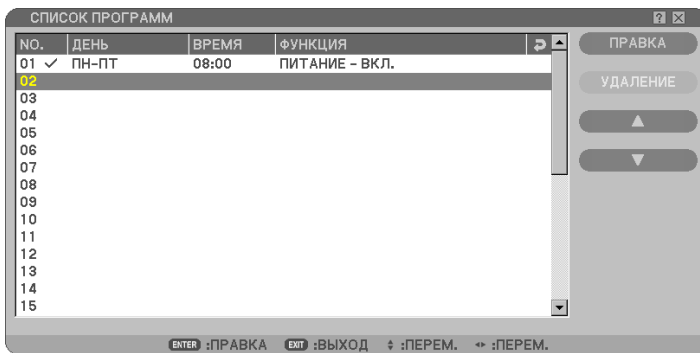 СПИСОК ПРОГРАММ
NO. ДЕНЬ ВРЕМЯ ФУНКЦИЯ
01 ПН-ПТ 08:00 ПИТАНИЕ - ВКЛ.
02
03
04
05
06
07
08
09
10
11
12
13
14
15
ПРАВКА
УДАЛЕНИЕ
ENTER :ПРАВКА EXIT :ВЫХОД :ПЕРЕМ. :ПЕРЕМ.